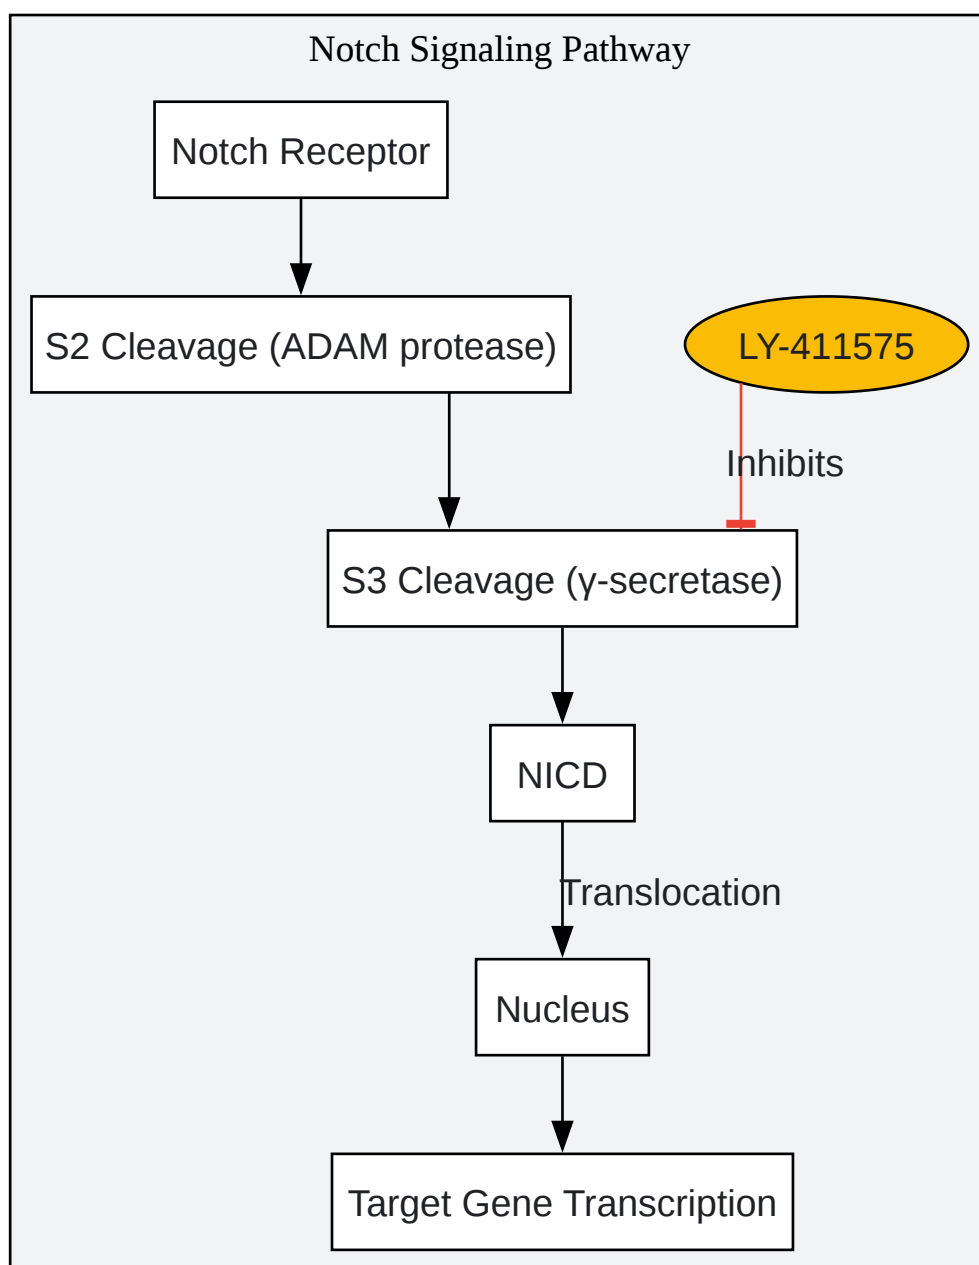 Notch Signaling Pathway
Notch Receptor
S2 Cleavage (ADAM protease)
LY-411575
Inhibits
S3 Cleavage (γ-secretase)
NICD
Translocation
Nucleus
Target Gene Transcription